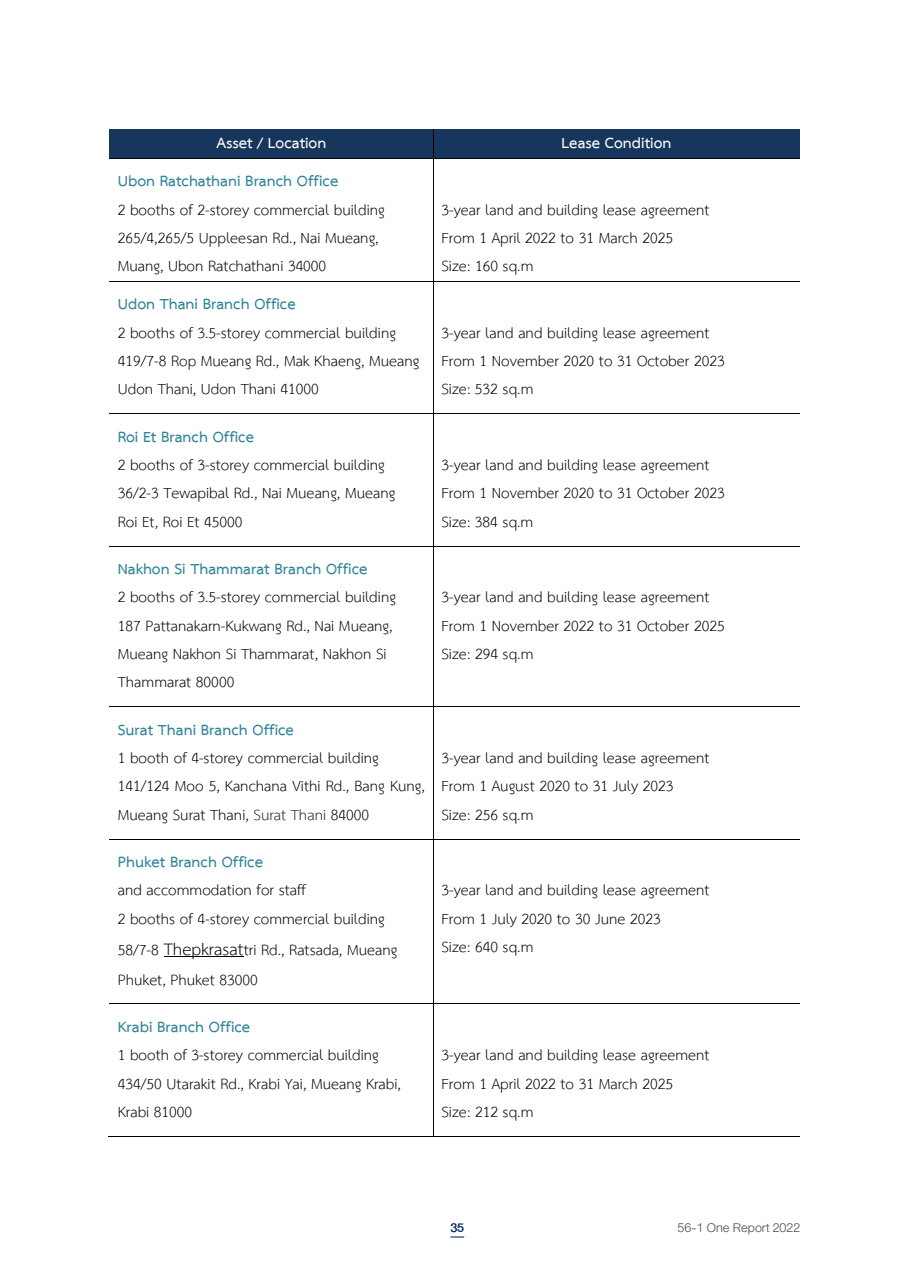 Asset / Location
Lease Condition
Ubon Ratchathani Branch Office
2 booths of 2-storey commercial building
265/4,265/5 Uppleesan Rd., Nai Mueang,
Muang, Ubon Ratchathani 34000
3-year land and building lease agreement
From 1 April 2022 to 31 March 2025
Size: 160 sq.m
Udon Thani Branch Office
2 booths of 3.5-storey commercial building
419/7-8 Rop Mueang Rd., Mak Khaeng, Mueang
Udon Thani, Udon Thani 41000
3-year land and building lease agreement
From 1 November 2020 to 31 October 2023
Size: 532 sq.m
Roi Et Branch Office
2 booths of 3-storey commercial building
36/2-3 Tewapibal Rd., Nai Mueang, Mueang
Roi Et, Roi Et 45000
3-year land and building lease agreement
From 1 November 2020 to 31 October 2023
Size: 384 sq.m
Nakhon Si Thammarat Branch Office
2 booths of 3.5-storey commercial building
187 Pattanakarn-Kukwang Rd., Nai Mueang,
Mueang Nakhon Si Thammarat, Nakhon Si
Thammarat 80000
3-year land and building lease agreement
From 1 November 2022 to 31 October 2025
Size: 294 sq.m
Surat Thani Branch Office
1 booth of 4-storey commercial building
141/124 Moo 5, Kanchana Vithi Rd., Bang Kung,
Mueang Surat Thani, Surat Thani 84000
3-year land and building lease agreement
From 1 August 2020 to 31 July 2023
Size: 256 sq.m
Phuket Branch Office
and accommodation for staff
2 booths of 4-storey commercial building
58/7-8 Thepkrasattri Rd., Ratsada, Mueang
Phuket, Phuket 83000
3-year land and building lease agreement
From 1 July 2020 to 30 June 2023
Size: 640 sq.m
Krabi Branch Office
1 booth of 3-storey commercial building
434/50 Utarakit Rd., Krabi Yai, Mueang Krabi,
Krabi 81000
3-year land and building lease agreement
From 1 April 2022 to 31 March 2025
Size: 212 sq.m
35
56-1 One Report 2022